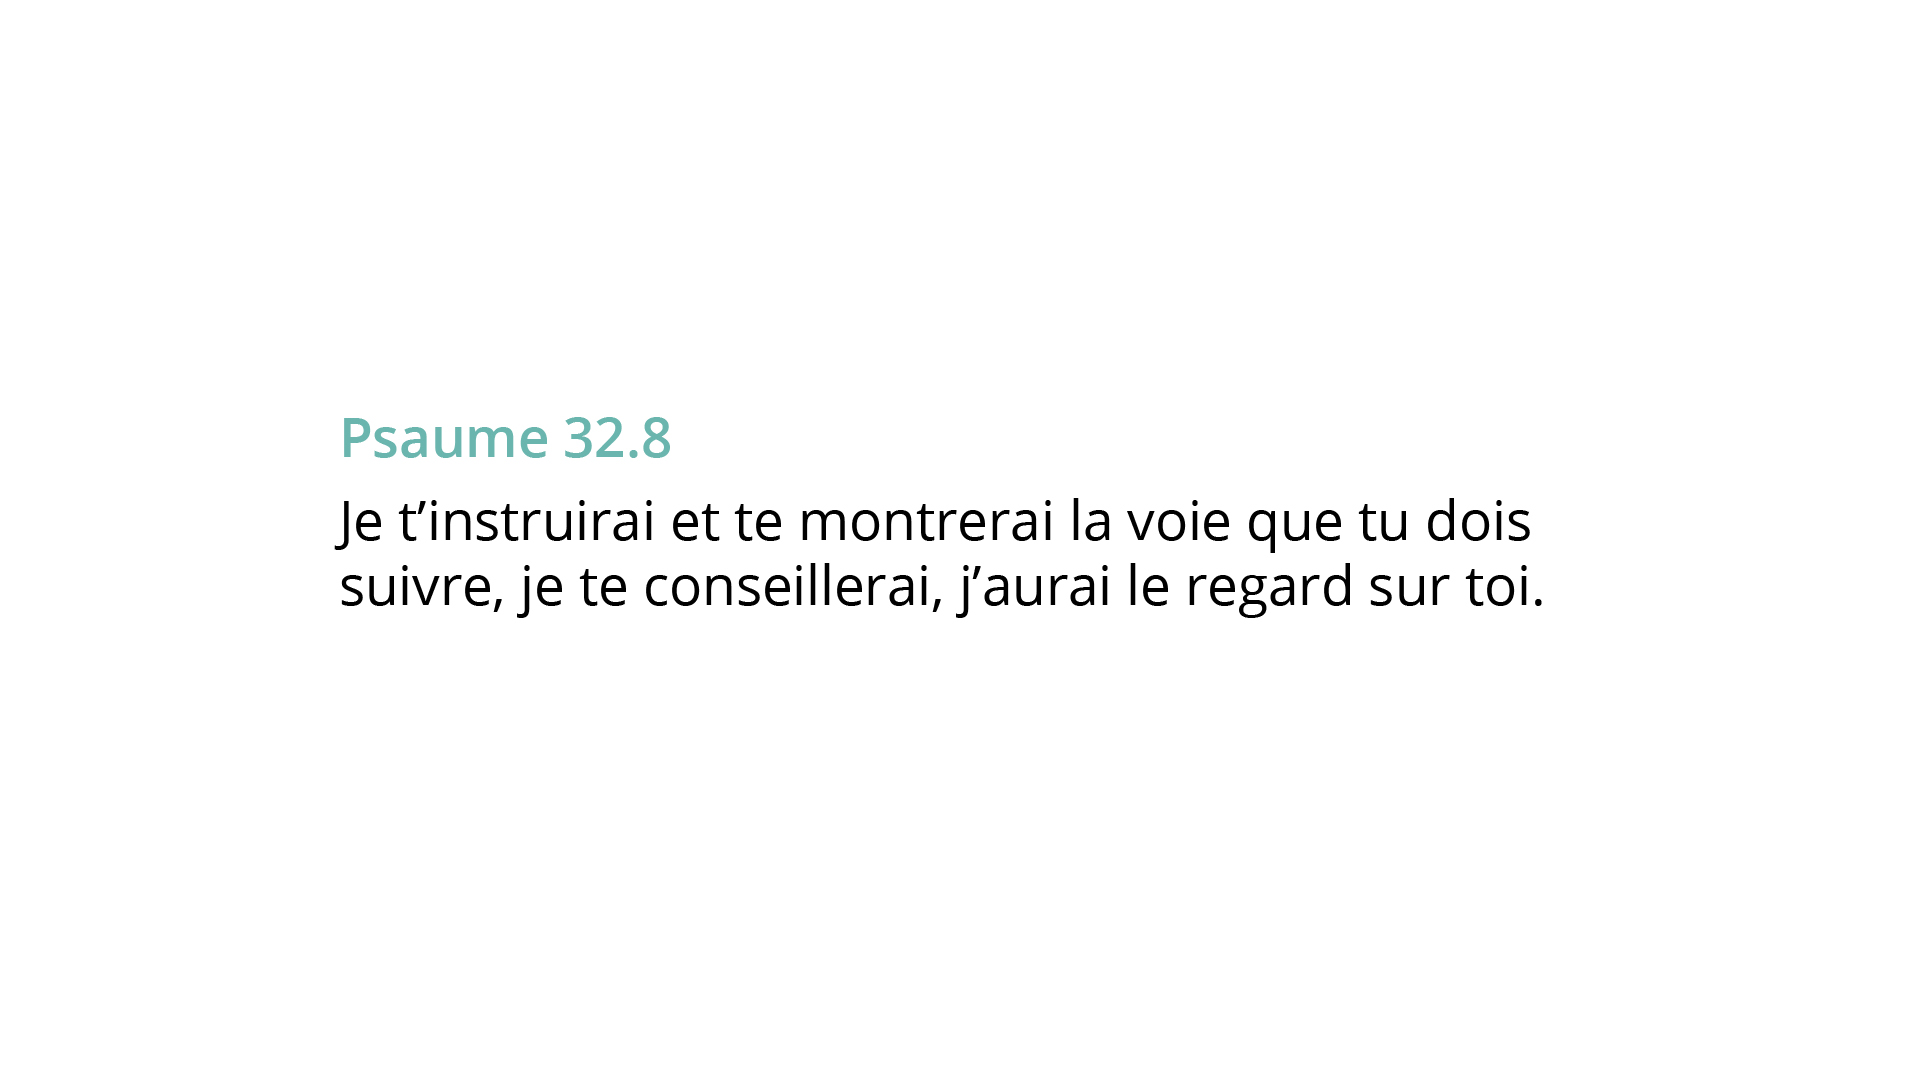 Psaume 32.8
Je t’instruirai et te montrerai la voie que tu dois
suivre, je te conseillerai, j’aurai le regard sur toi.